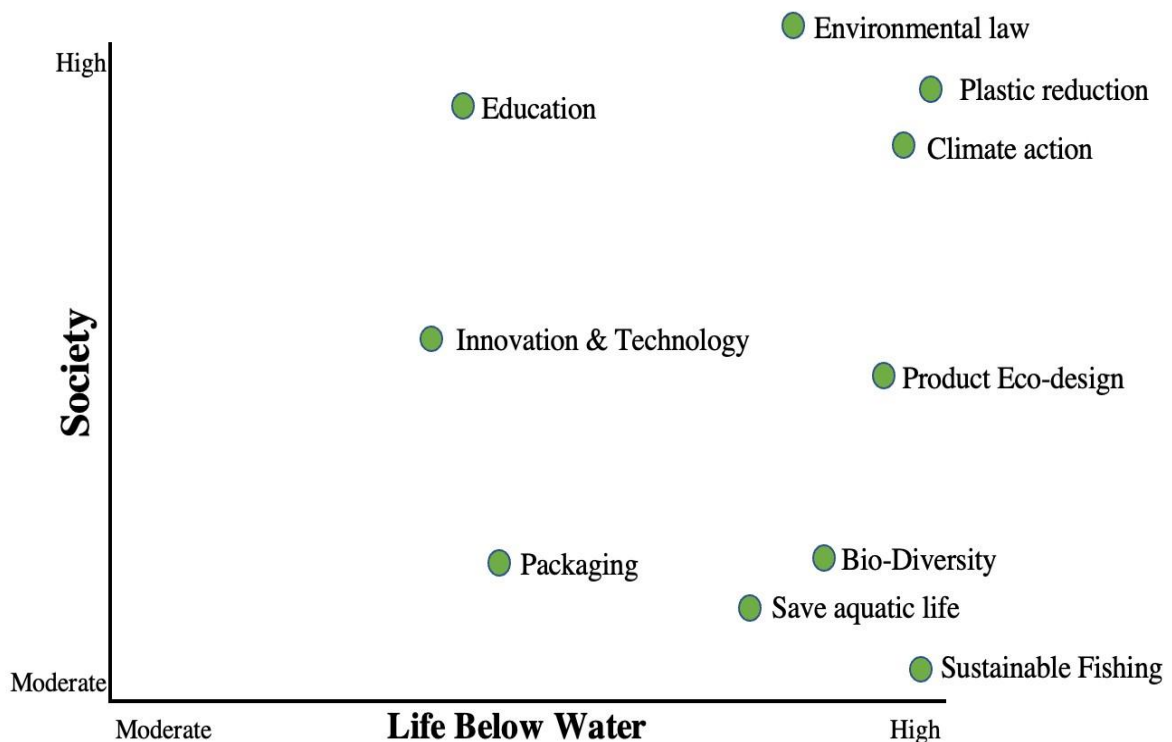 Environmental law
High
Plastic reduction
Education
Climate action
Society
Innovation & Technology
Product Eco-design
Packaging
Bio-Diversity
Save aquatic life
Sustainable Fishing
Moderate
Moderate
Life Below Water
High